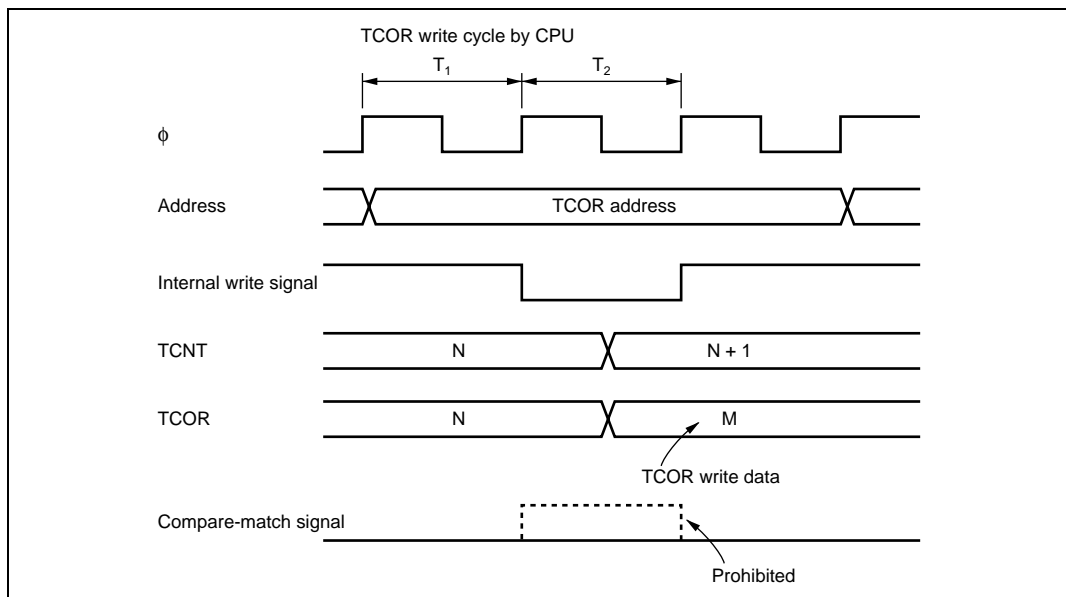 TCOR write cycle by CPU
T1 T2
ϕ
Address TCOR address
Internal write signal
TCNT N N + 1
TCOR N M
TCOR write data
Compare-match signal
Prohibited